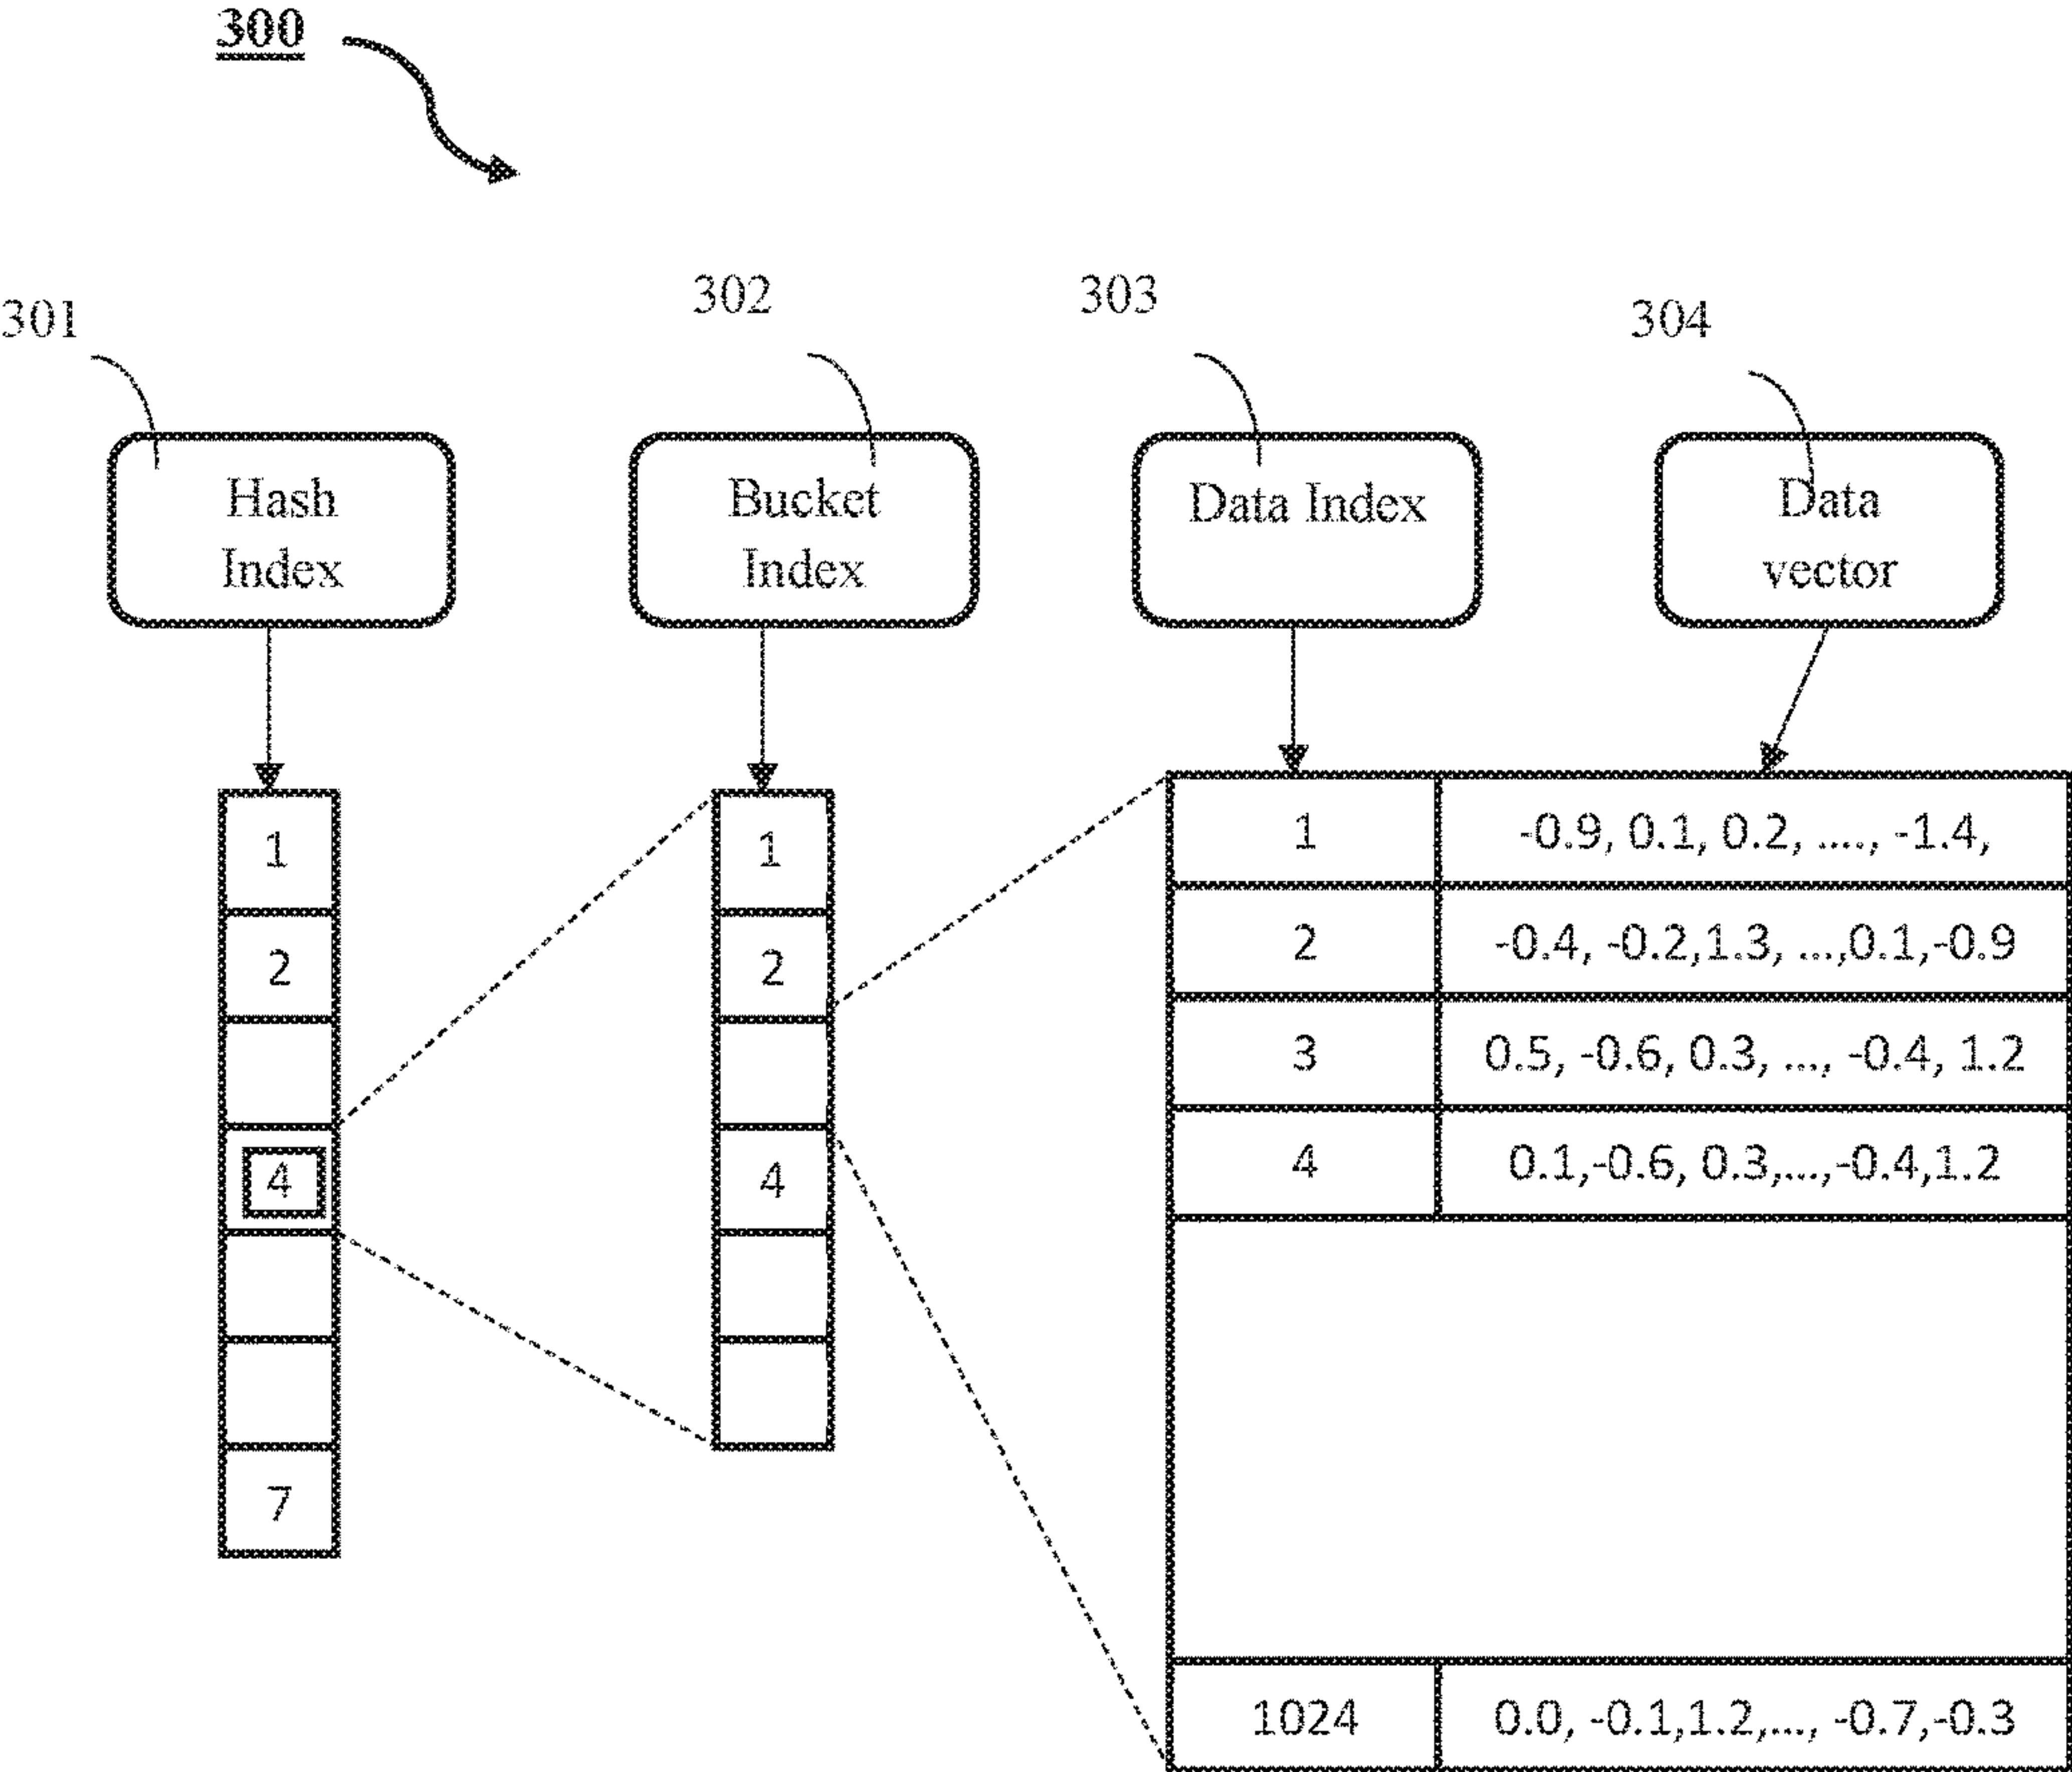 300
301
302
303
304
Hash
Index
Bucket
Index
Data Index
Data
vector
1
2
4
7
1
2
4
1
-0.9, 0.1, 0.2, ...., -1.4,
2
-0.4, -0.2,1.3, ...,0.1,-0.9
3
0.5, -0.6, 0.3, ..., -0.4, 1.2
4
0.1,-0.6, 0.3,...,-0.4,1.2
1024
0.0, -0.1,1.2,..., -0.7,-0.3